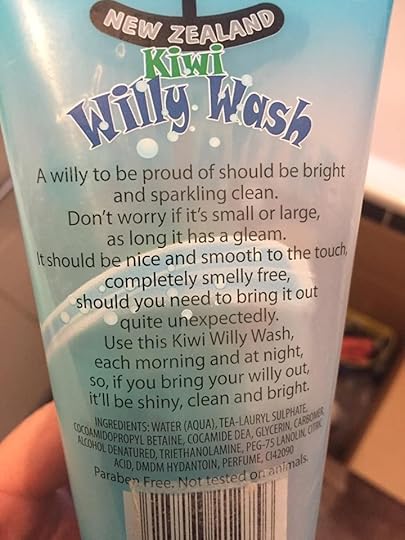 NEW ZEALAND
Kiwi
Willy Wash
A willy to be proud of should be bright
and sparkling clean.
Don't worry if it's small or large,
as long it has a gleam.
It should be nice and smooth to the touch,
completely smelly free,
should you need to bring it out
quite unexpectedly.
Use this Kiwi Willy Wash,
each morning and at night,
so, if you bring your willy out,
it'll be shiny, clean and bright.
INGREDIENTS: WATER (AQUA), TEA-LAURYL SULPHATE,
COCOAMIDOPROPYL BETAINE, COCAMIDE DEA, GLYCERIN, CARBOMER,
ALCOHOL DENATURED, TRIETHANOLAMINE, PEG-75 LANOLIN, CITRIC
ACID, DMDM HYDANTOIN, PERFUME, CI42090
Paraben Free. Not tested on animals.